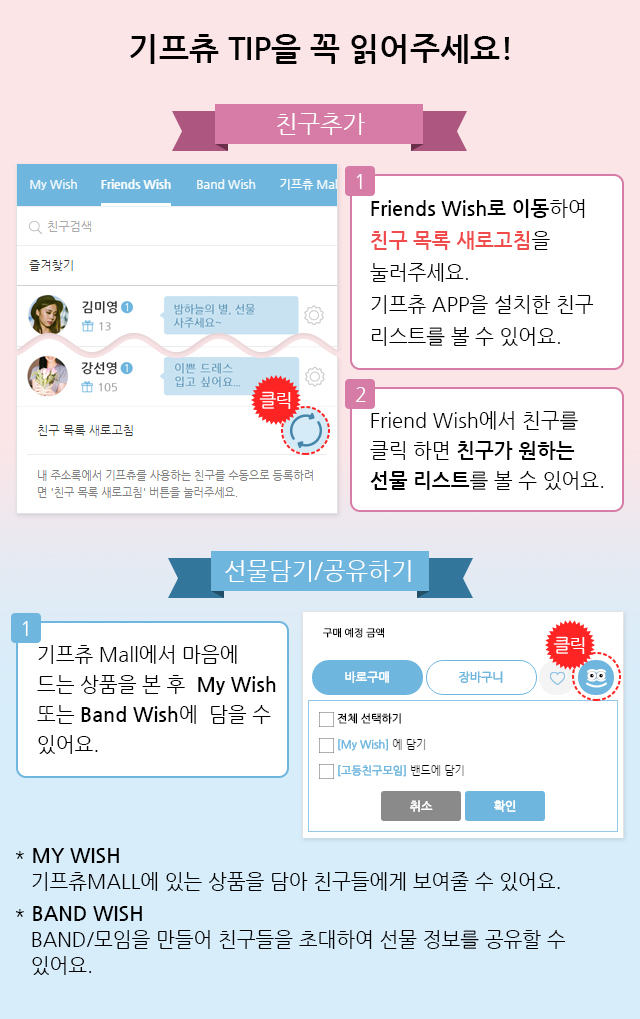 기프츄 TIP을 꼭 읽어주세요!
친구추가
My Wish Friends Wish Band Wish 기프츄 Mal
친구검색
즐겨찾기
김미영 1
13
밤하늘의 별, 선물
사주세요~
강선영 1
105
이쁜 드레스
입고 싶어요...
클릭
친구 목록 새로고침
내 주소록에서 기프츄를 사용하는 친구를 수동으로 등록하려
면 '친구 목록 새로고침' 버튼을 눌러주세요.
1
Friends Wish로 이동하여
친구 목록 새로고침을
눌러주세요.
기프츄 APP을 설치한 친구
리스트를 볼 수 있어요.
2
Friend Wish에서 친구를
클릭 하면 친구가 원하는
선물 리스트를 볼 수 있어요.
선물담기/공유하기
1
기프츄 Mall에서 마음에
드는 상품을 본 후 My Wish
또는 Band Wish에 담을 수
있어요.
구매 예정 금액
클릭
바로구매 장바구니
전체 선택하기
[My Wish] 에 담기
[고동친구모임] 밴드에 담기
취소 확인
* MY WISH
기프츄MALL에 있는 상품을 담아 친구들에게 보여줄 수 있어요.
* BAND WISH
BAND/모임을 만들어 친구들을 초대하여 선물 정보를 공유할 수
있어요.